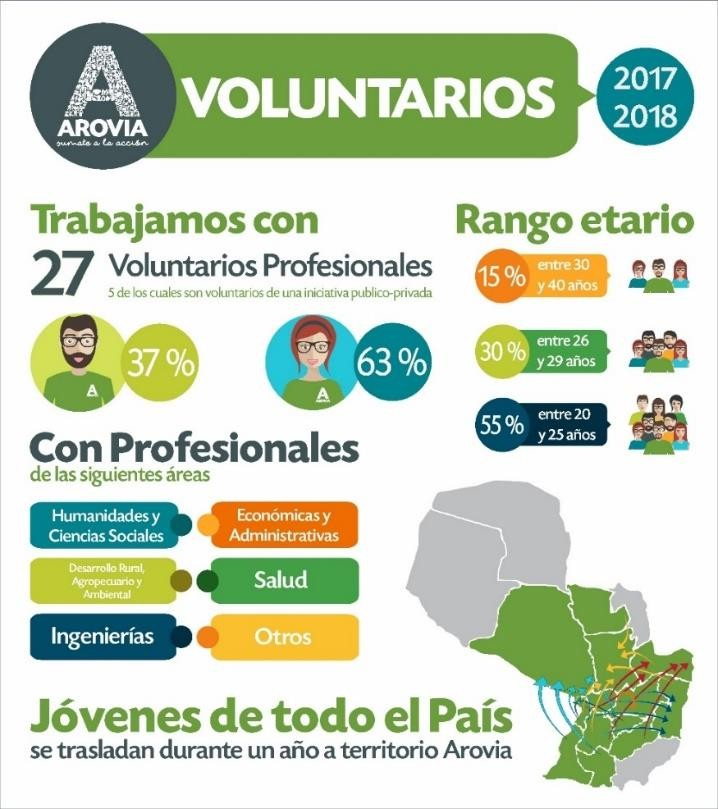 A
AROVIA
sumate a la acción
VOLUNTARIOS
2017
2018
Trabajamos con
27 Voluntarios Profesionales
5 de los cuales son voluntarios de una iniciativa publico-privada
37 %
63 %
A
A
AROVIA
Rango etario
15 %
entre 30
y 40 años
30 %
entre 26
y 29 años
55 %
entre 20
y 25 años
Con Profesionales
de las siguientes áreas
Humanidades y
Ciencias Sociales
Económicas y
Administrativas
Desarrollo Rural,
Agropecuario y
Ambiental
Salud
Ingenierías
Otros
Jóvenes de todo el País
se trasladan durante un año a territorio Arovia